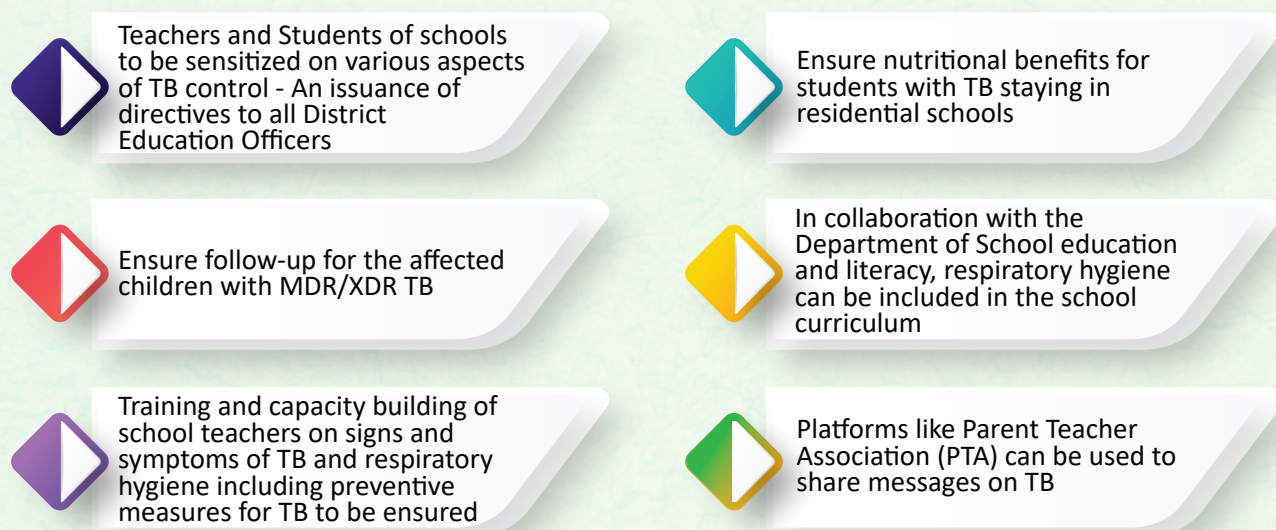 Teachers and Students of schools
to be sensitized on various aspects
of TB control - An issuance of
directives to all District
Education Officers
Ensure nutritional benefits for
students with TB staying in
residential schools
Ensure follow-up for the affected
children with MDR/XDR TB
In collaboration with the
Department of School education
and literacy, respiratory hygiene
can be included in the school
curriculum
Training and capacity building of
school teachers on signs and
symptoms of TB and respiratory
hygiene including preventive
measures for TB to be ensured
Platforms like Parent Teacher
Association (PTA) can be used to
share messages on TB